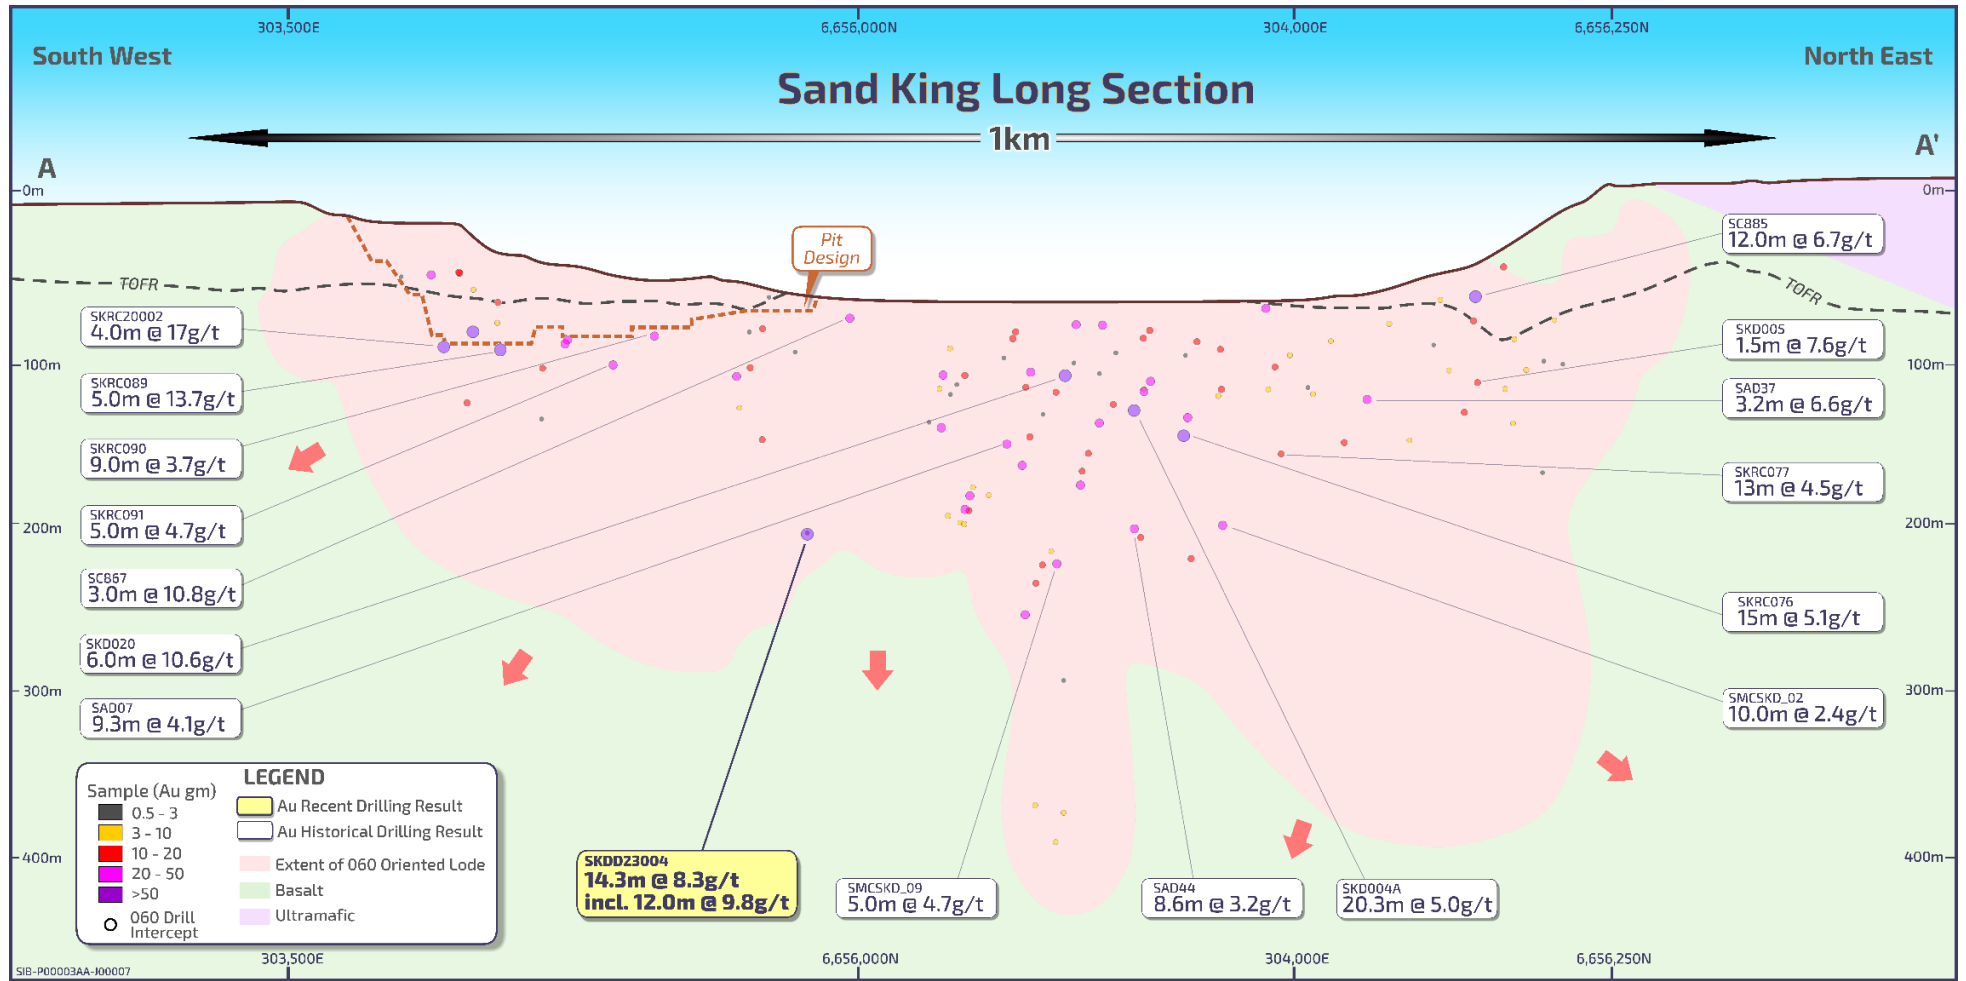 303,500E
6,656,000N
304,000E
6,656,250N
South West
North East
Sand King Long Section
1km
A
A'
0m
0m
Pit
Design
TOFR
TOFR
SC885
12.0m @ 6.7g/t
SKRC20002
4.0m @ 17g/t
SKD005
1.5m @ 7.6g/t
100m
100m
SKRC089
5.0m @ 13.7g/t
SAD37
3.2m @ 6.6g/t
SKRC090
9.0m @ 3.7g/t
SKRC077
13m @ 4.5g/t
SKRC091
5.0m @ 4.7g/t
200m
200m
SC867
3.0m @ 10.8g/t
SKRC076
15m @ 5.1g/t
SKD020
6.0m @ 10.6g/t
300m
300m
SAD07
9.3m @ 4.1g/t
SMCSKD_02
10.0m @ 2.4g/t
LEGEND
Sample (Au gm)
0.5 - 3
3 - 10
10 - 20
20 - 50
>50
060 Drill
Intercept
Au Recent Drilling Result
Au Historical Drilling Result
Extent of 060 Oriented Lode
Basalt
Ultramafic
400m
400m
SKDD23004
14.3m @ 8.3g/t
incl. 12.0m @ 9.8g/t
SMCSKD_09
5.0m @ 4.7g/t
SAD44
8.6m @ 3.2g/t
SKD004A
20.3m @ 5.0g/t
303,500E
6,656,000N
304,000E
6,656,250N
SIB-P00003AA-J00007